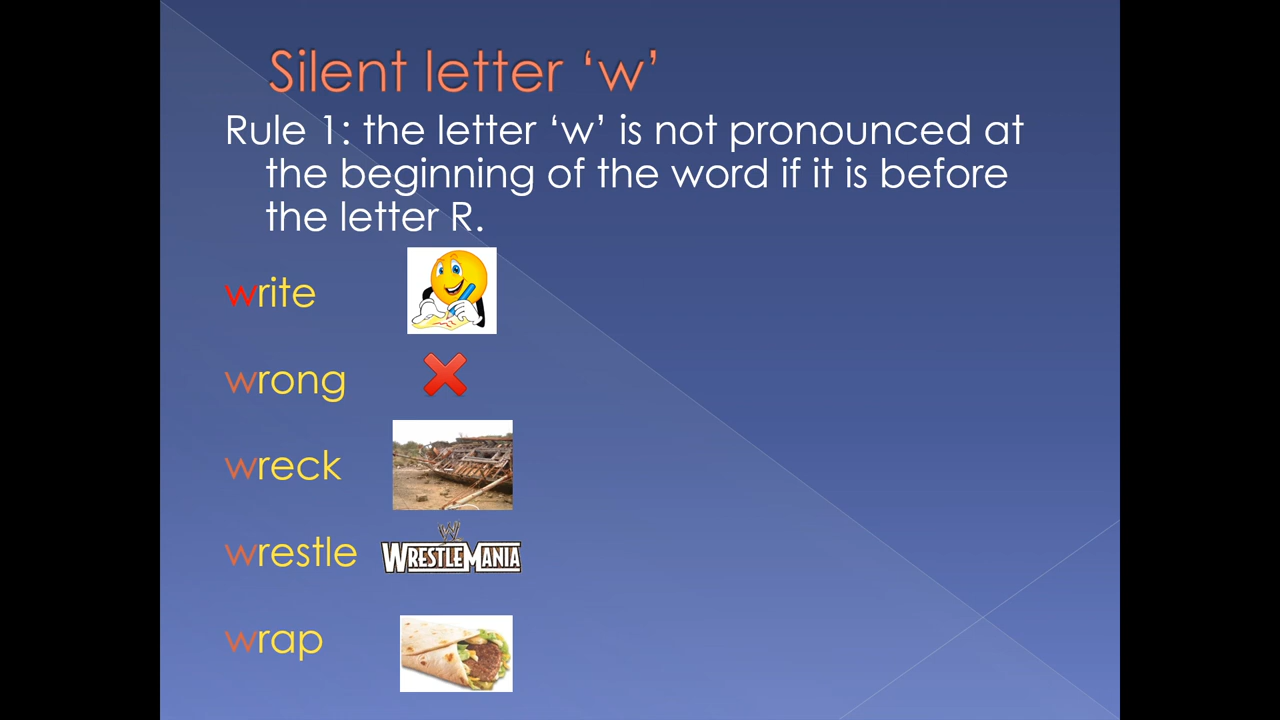 Silent letter ‘w’
Rule 1: the letter ‘w’ is not pronounced at
the beginning of the word if it is before
the letter R.
write
wrong
wreck
wrestle
W
WRESTLEMANIA
wrap